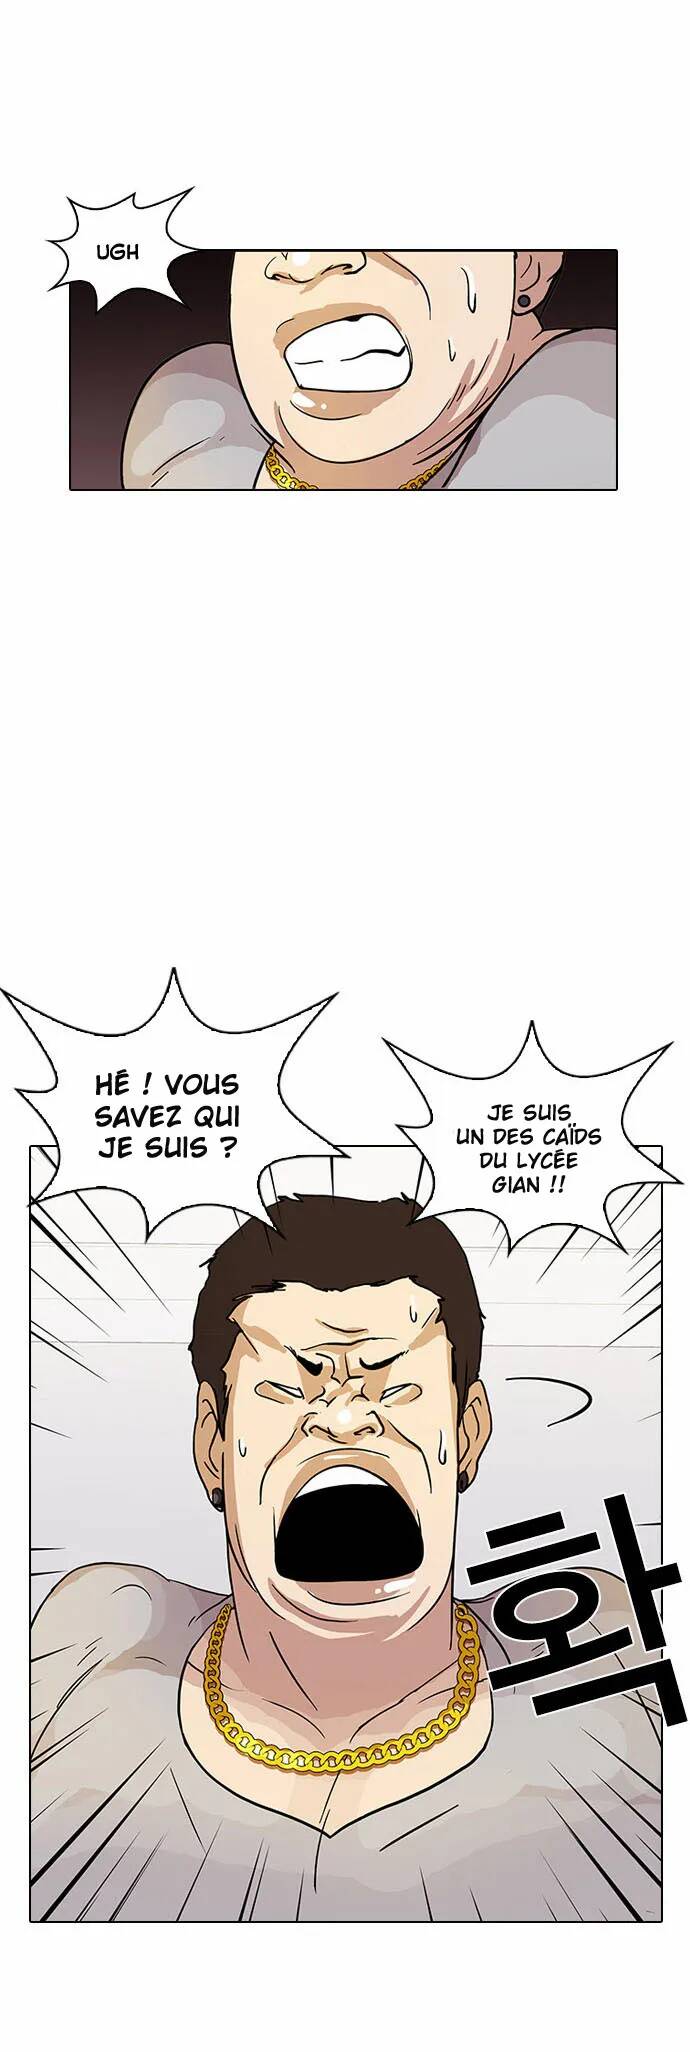 UGH
HÉ ! VOUS
SAVEZ QUI
JE SUIS ?
JE SUIS
UN DES CAÏDS
DU LYCÉE
GIAN !!
확